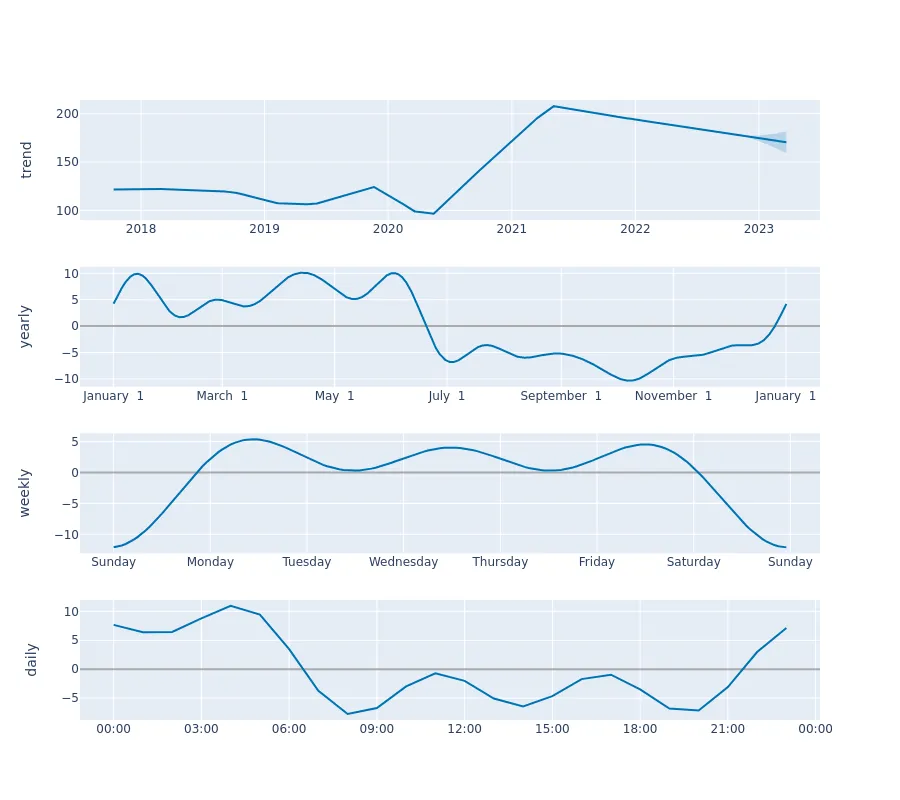 trend
200
150
100
2018 2019 2020 2021 2022 2023
yearly
10
5
0
−5
−10
January 1 March 1 May 1 July 1 September 1 November 1 January 1
weekly
5
0
−5
−10
Sunday Monday Tuesday Wednesday Thursday Friday Saturday Sunday
daily
10
5
0
−5
00:00 03:00 06:00 09:00 12:00 15:00 18:00 21:00 00:00